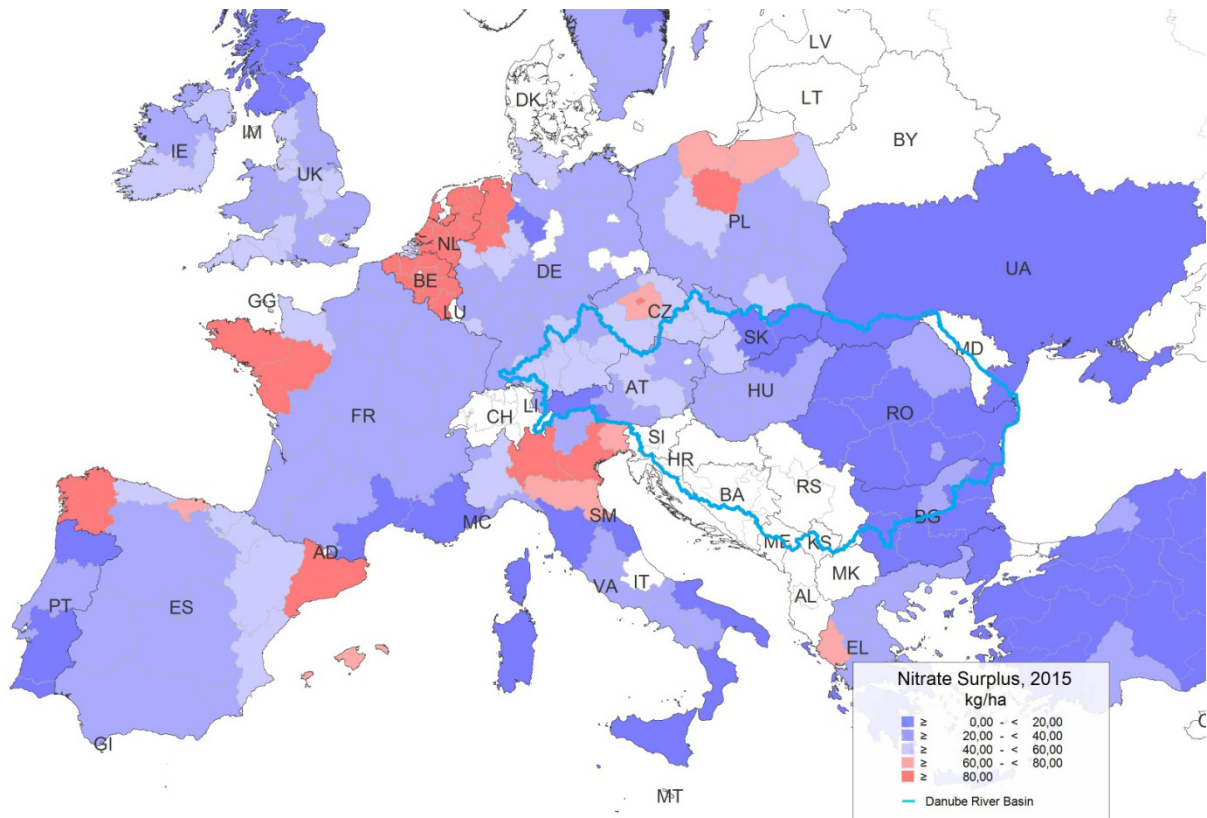 LV
LT
DK
BY
IM
IE
UK
PL
NL
DE
BE
UA
GG
LU
CZ
SK
MD
AT
HU
FR
LI
CH
RO
SI
HR
BA
RS
MC
SM
BG
AD
ME
KS
VA
IT
MK
PT
ES
AL
EL
GI
MT
C
Nitrate Surplus, 2015
kg/ha
≥ 0,00 - < 20,00
≥ 20,00 - < 40,00
≥ 40,00 - < 60,00
≥ 60,00 - < 80,00
≥ 80,00
Danube River Basin